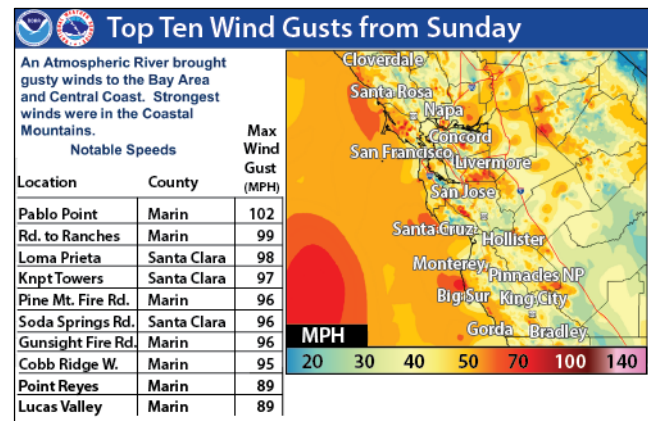 Top Ten Wind Gusts from Sunday
An Atmospheric River brought
gusty winds to the Bay Area
and Central Coast. Strongest
winds were in the Coastal
Mountains.
Notable Speeds
Location County Max Wind Gust (MPH)
Pablo Point Marin 102
Rd. to Ranches Marin 99
Loma Prieta Santa Clara 98
Knpt Towers Santa Clara 97
Pine Mt. Fire Rd. Marin 96
Soda Springs Rd. Santa Clara 96
Gunsight Fire Rd. Marin 96
Cobb Ridge W. Marin 95
Point Reyes Marin 89
Lucas Valley Marin 89
Cloverdale
Santa Rosa
Napa
Concord
San Francisco
Livermore
San Jose
Santa Cruz
Hollister
Monterey
Pinnacles NP
Big Sur King City
Gorda Bradley
MPH
20 30 40 50 70 100 140